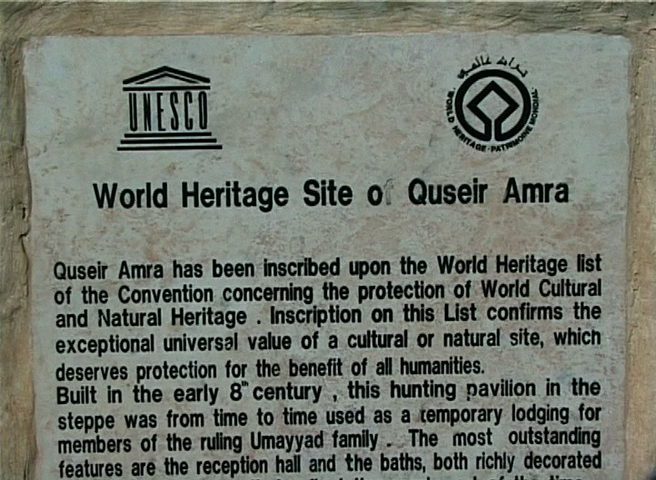 UNESCO
تراث عالمي
WORLD HERITAGE · PATRIMOINE MONDIAL
World Heritage Site of Quseir Amra
Quseir Amra has been inscribed upon the World Heritage list
of the Convention concerning the protection of World Cultural
and Natural Heritage . Inscription on this List confirms the
exceptional universal value of a cultural or natural site, which
deserves protection for the benefit of all humanities.
Built in the early 8th century , this hunting pavilion in the
steppe was from time to time used as a temporary lodging for
members of the ruling Umayyad family . The most outstanding
features are the reception hall and the baths, both richly decorated
of the time